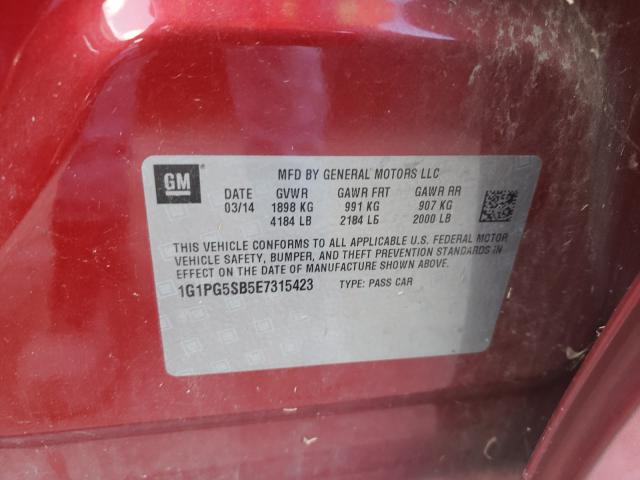 GM
MFD BY GENERAL MOTORS LLC
DATE GVWR GAWR FRT GAWR RR
03/14 1898 KG 991 KG 907 KG
4184 LB 2184 LB 2000 LB
THIS VEHICLE CONFORMS TO ALL APPLICABLE U.S. FEDERAL MOTOR
VEHICLE SAFETY, BUMPER, AND THEFT PREVENTION STANDARDS IN
EFFECT ON THE DATE OF MANUFACTURE SHOWN ABOVE.
1G1PG5SB5E7315423 TYPE: PASS CAR